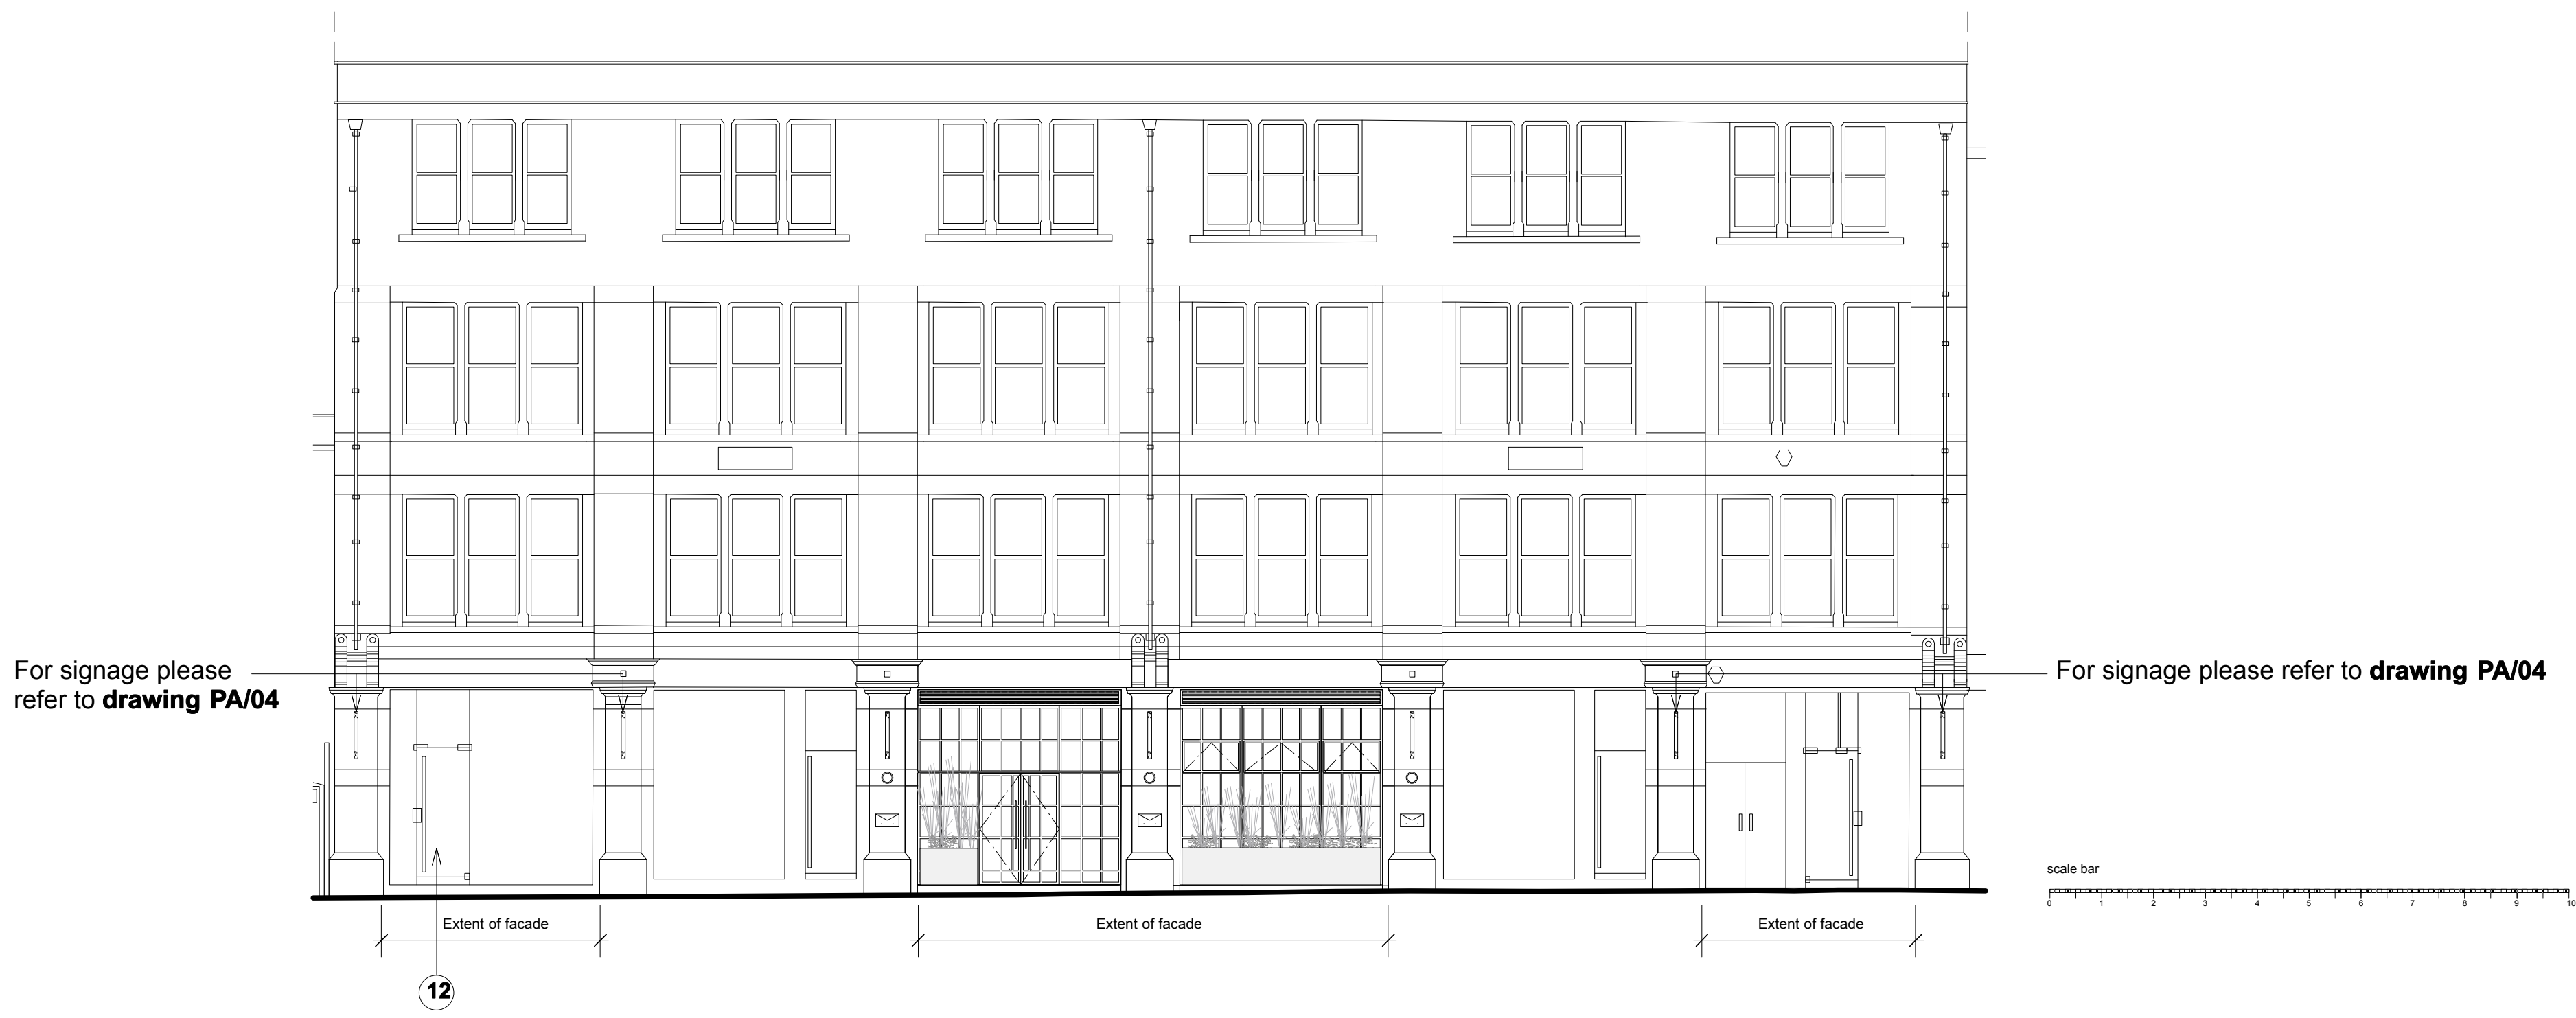 For signage please
refer to drawing PA/04
For signage please refer to drawing PA/04
scale bar
0 1 2 3 4 5 6 7 8 9 10
Extent of facade
Extent of facade
Extent of facade
12